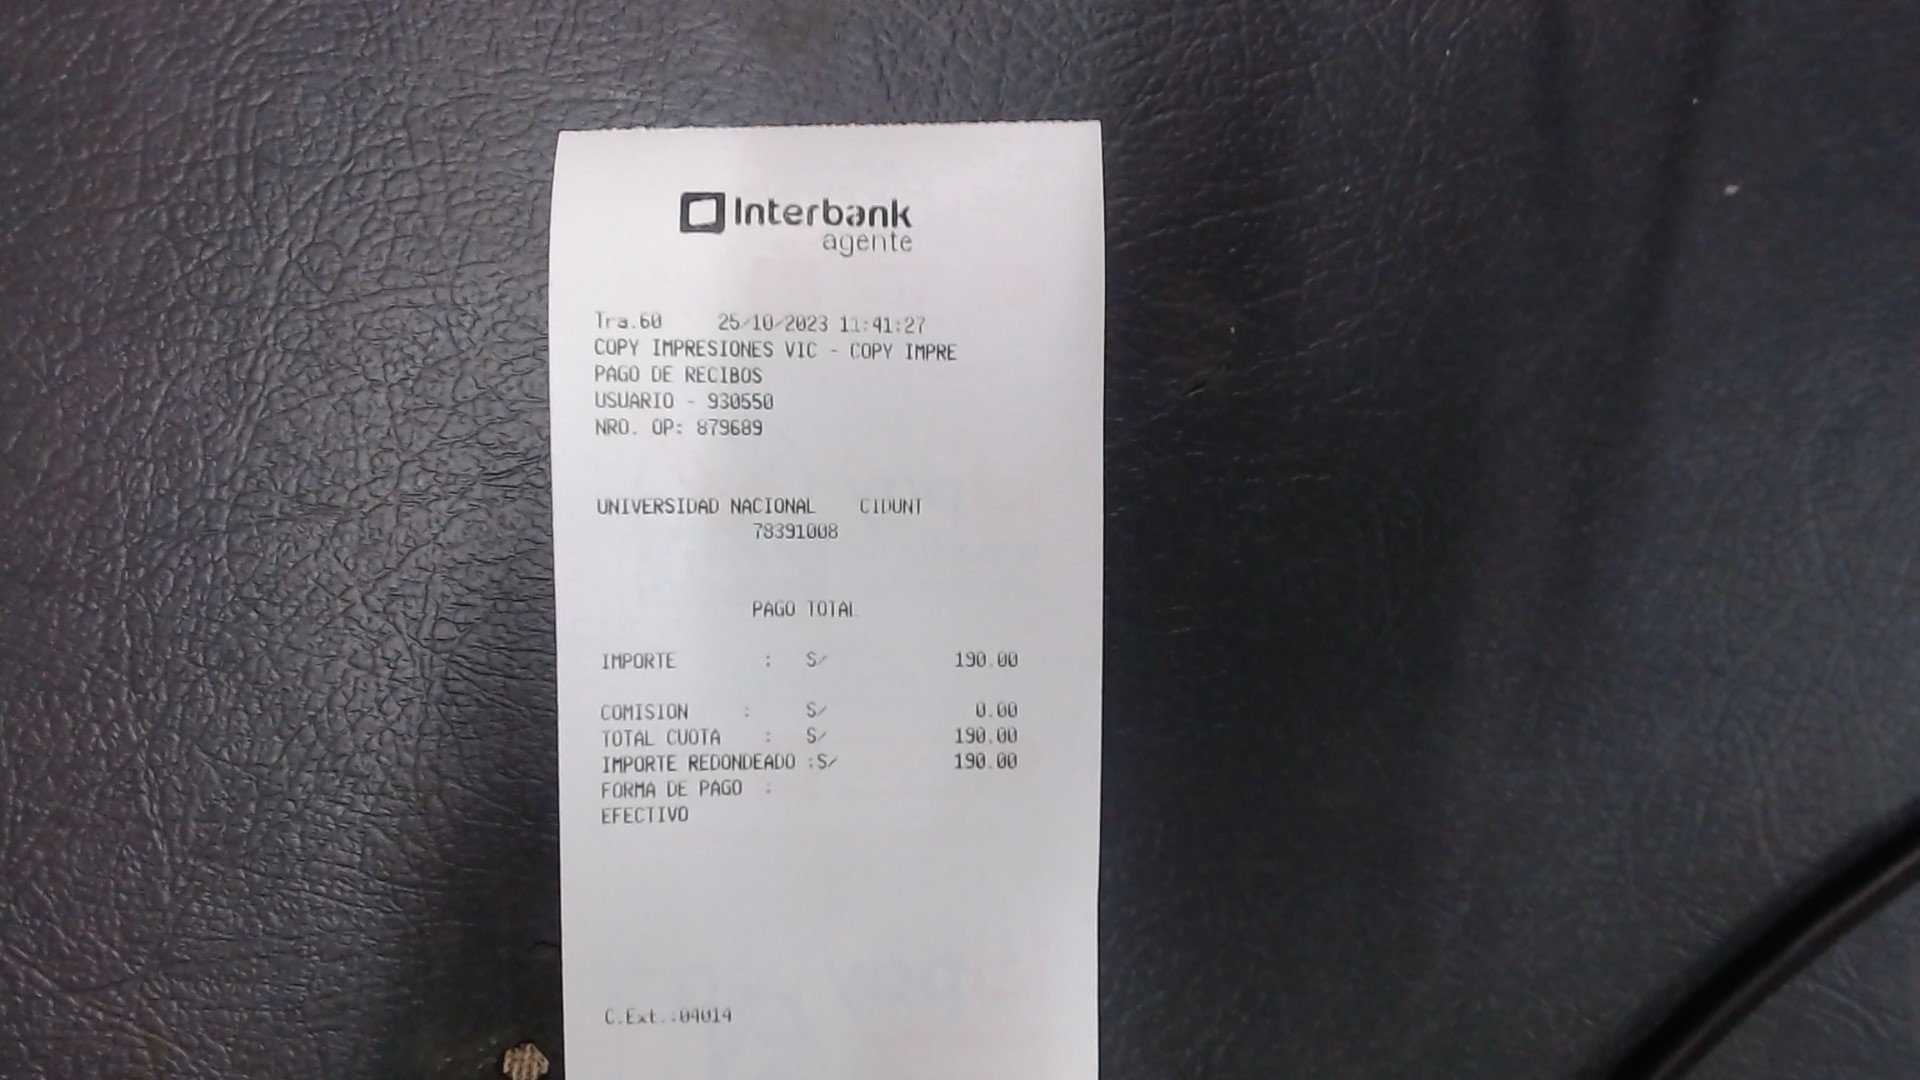 Interbank
agente
Tra.60 25/10/2023 11:41:27
COPY IMPRESIONES VIC - COPY IMPRE
PAGO DE RECIBOS
USUARIO - 930550
NRO. OP: 879689
UNIVERSIDAD NACIONAL CIDUNT
78391008
PAGO TOTAL
IMPORTE : S/ 190.00
COMISION : S/ 0.00
TOTAL CUOTA : S/ 190.00
IMPORTE REDONDEADO :S/ 190.00
FORMA DE PAGO :
EFECTIVO
C.Ext.:04014